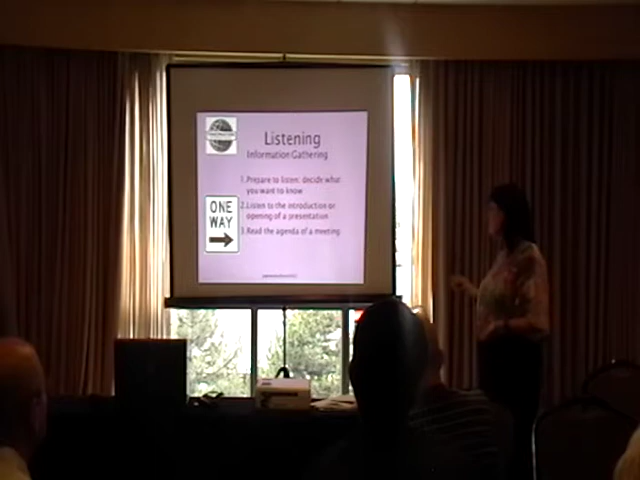 Listening
Information Gathering
1. Prepare to listen: decide what
you want to know
2. Listen to the introduction or
opening of a presentation
3. Read the agenda of a meeting
ONE
WAY